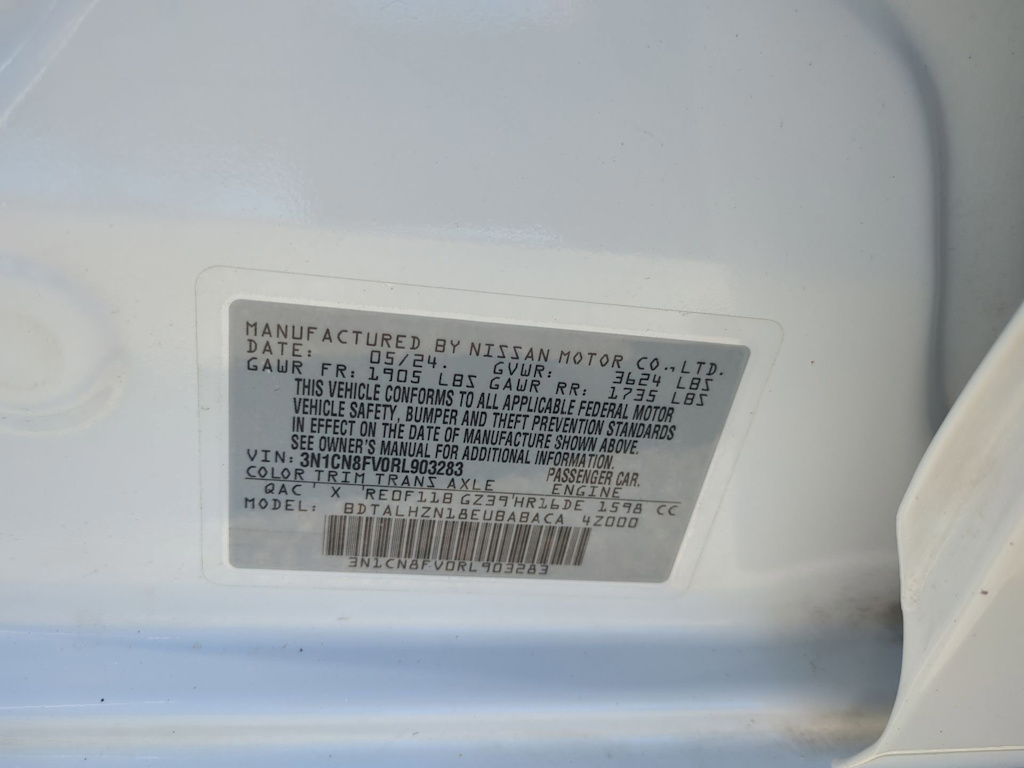 MANUFACTURED BY NISSAN MOTOR CO., LTD.
DATE: 05/24. GVWR: 3624 LBS
GAWR FR: 1905 LBS GAWR RR: 1735 LBS
THIS VEHICLE CONFORMS TO ALL APPLICABLE FEDERAL MOTOR
VEHICLE SAFETY, BUMPER AND THEFT PREVENTION STANDARDS
IN EFFECT ON THE DATE OF MANUFACTURE SHOWN ABOVE.
SEE OWNER'S MANUAL FOR ADDITIONAL INFORMATION.
VIN: 3N1CN8FV0RL903283 PASSENGER CAR.
COLOR TRIM TRANS AXLE ENGINE
QAC X RE0F11B GZ39 HR16DE 1598 CC
MODEL: BDTALHZN18EUBABACA 4Z000
3N1CN8FV0RL903283